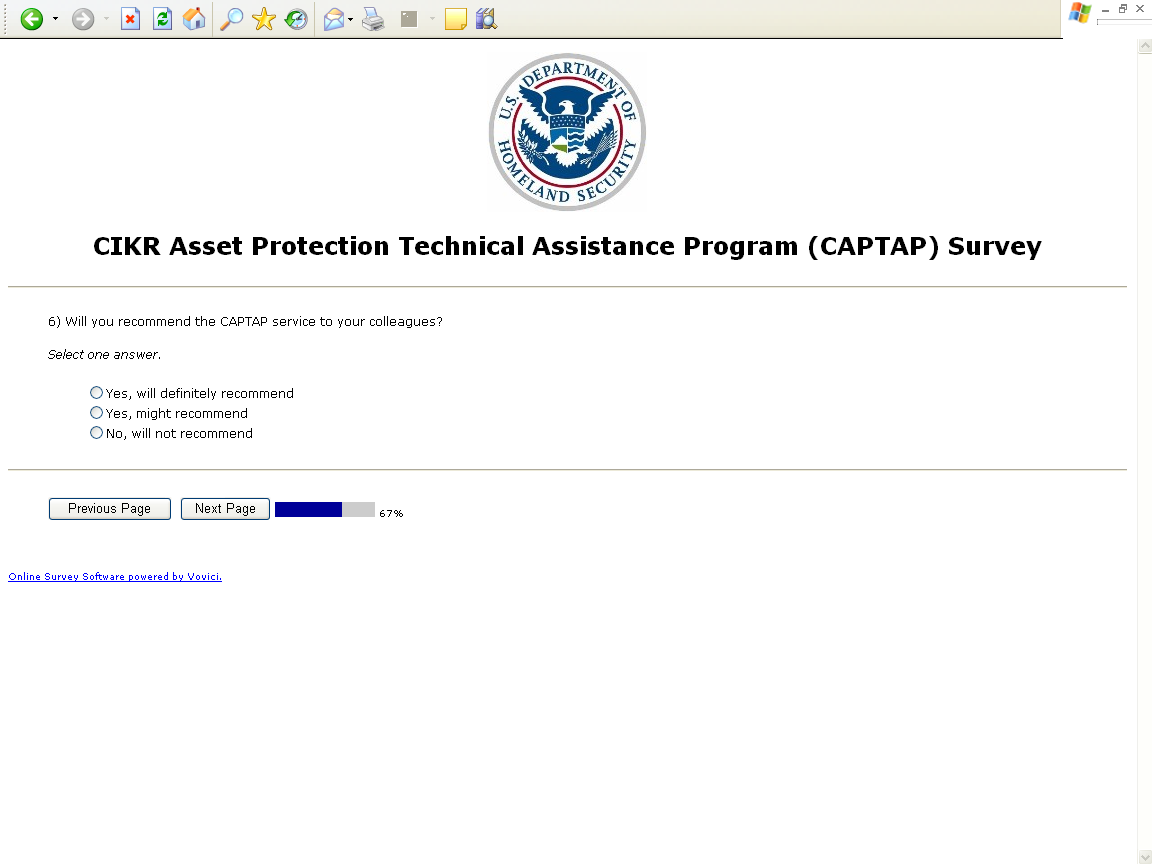 U.S. DEPARTMENT OF
HOMELAND SECURITY
CIKR Asset Protection Technical Assistance Program (CAPTAP) Survey
6) Will you recommend the CAPTAP service to your colleagues?
Select one answer.
Yes, will definitely recommend
Yes, might recommend
No, will not recommend
Previous Page Next Page 67%
Online Survey Software powered by Vovici.